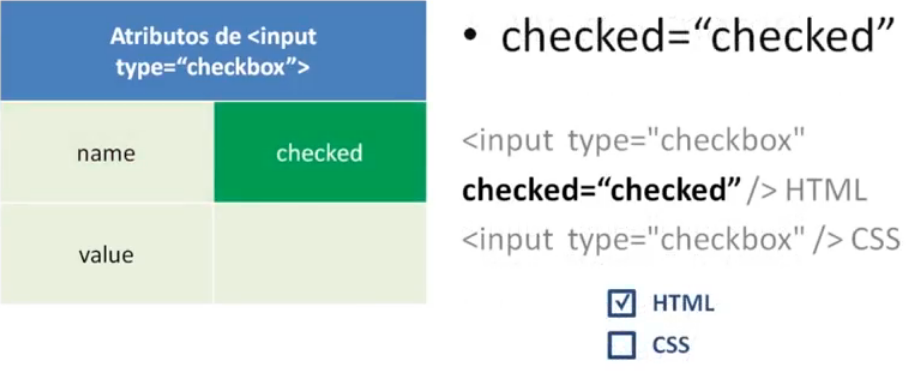 Atributos de <input
type=“checkbox”>
name
checked
value
• checked=“checked”
<input type="checkbox"
checked=“checked” /> HTML
<input type="checkbox" /> CSS
HTML
CSS